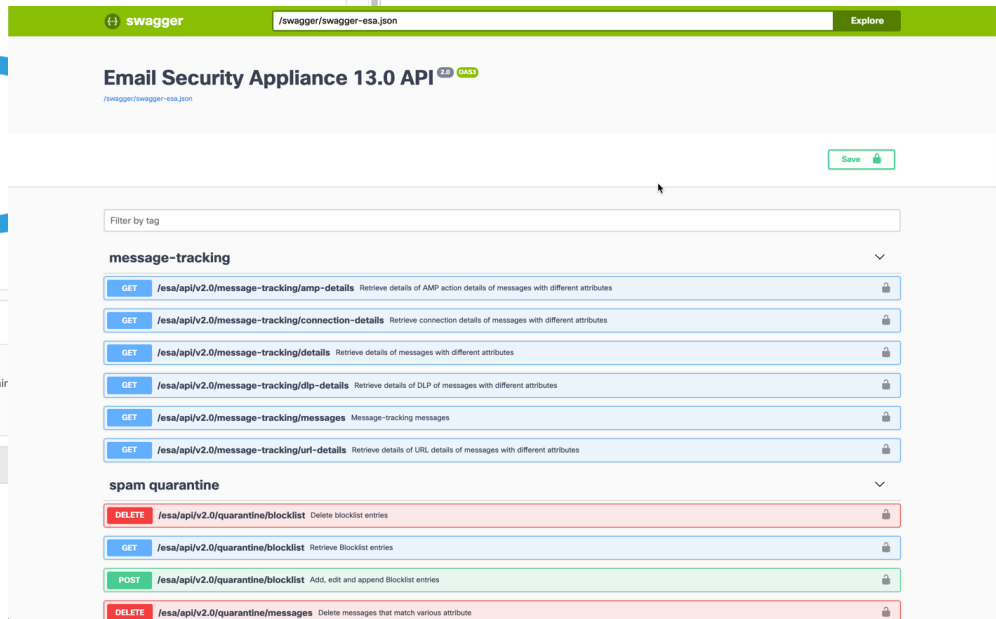 swagger
/swagger/swagger-esa.json
Explore
Email Security Appliance 13.0 API 2.0 OAS3
/swagger/swagger-esa.json
Save
Filter by tag
message-tracking
GET /esa/api/v2.0/message-tracking/amp-details Retrieve details of AMP action details of messages with different attributes
GET /esa/api/v2.0/message-tracking/connection-details Retrieve connection details of messages with different attributes
GET /esa/api/v2.0/message-tracking/details Retrieve details of messages with different attributes
GET /esa/api/v2.0/message-tracking/dlp-details Retrieve details of DLP of messages with different attributes
GET /esa/api/v2.0/message-tracking/messages Message-tracking messages
GET /esa/api/v2.0/message-tracking/url-details Retrieve details of URL details of messages with different attributes
spam quarantine
DELETE /esa/api/v2.0/quarantine/blocklist Delete blocklist entries
GET /esa/api/v2.0/quarantine/blocklist Retrieve Blocklist entries
POST /esa/api/v2.0/quarantine/blocklist Add, edit and append Blocklist entries
DELETE /esa/api/v2.0/quarantine/messages Delete messages that match various attribute